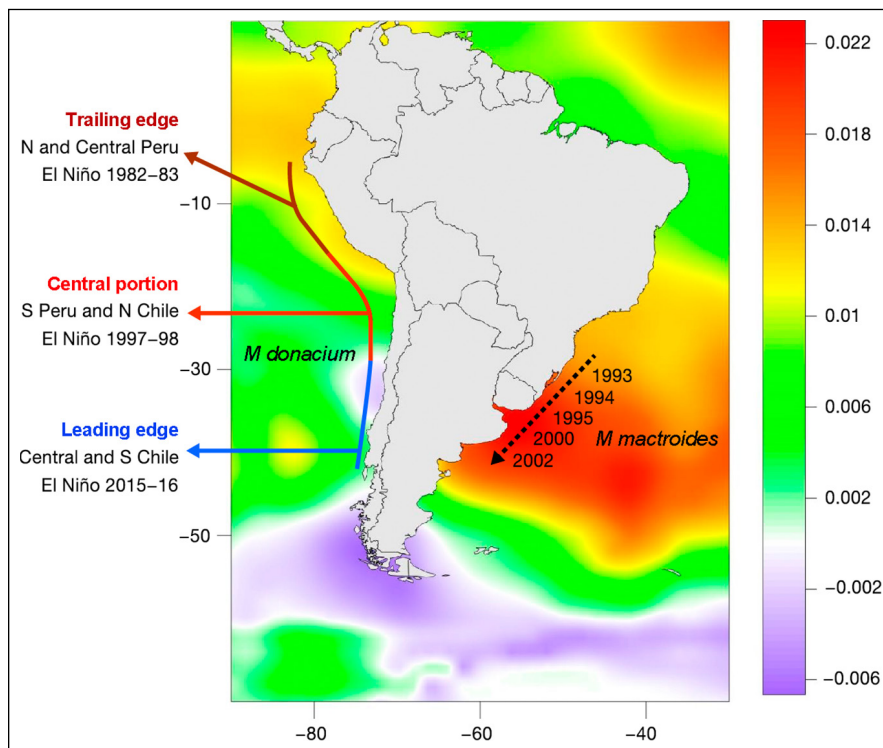 Trailing edge
N and Central Peru
El Niño 1982–83
Central portion
S Peru and N Chile
El Niño 1997–98
Leading edge
Central and S Chile
El Niño 2015–16
M donacium
1993
1994
1995
2000
2002
M mactroides
-10
-30
-50
-80
-60
-40
0.022
0.018
0.014
0.01
0.006
0.002
-0.002
-0.006